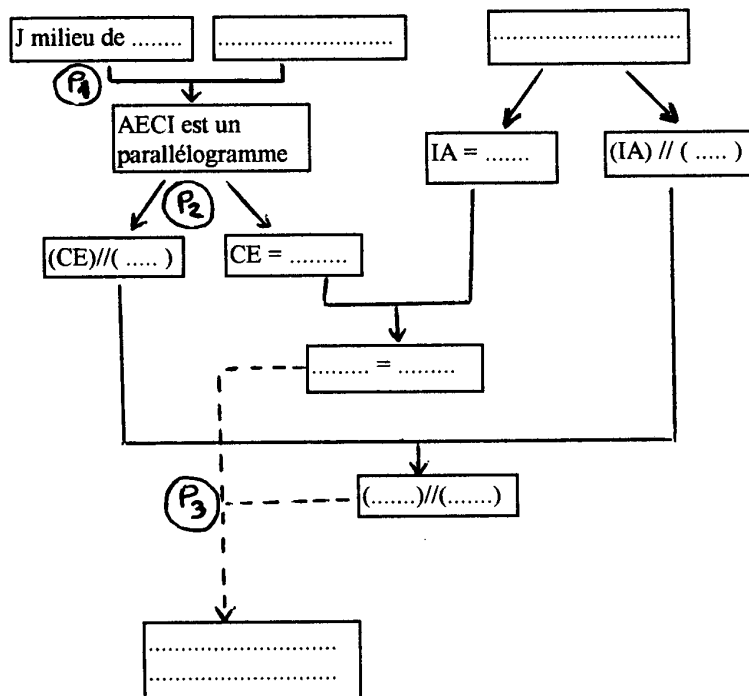 J milieu de ........
............................
..............................
P1
AECI est un
parallélogramme
IA = .......
(IA) // ( ..... )
P2
(CE)//( ..... )
CE = .........
......... = .........
P3
(.......)//(.......)
..............................
..............................